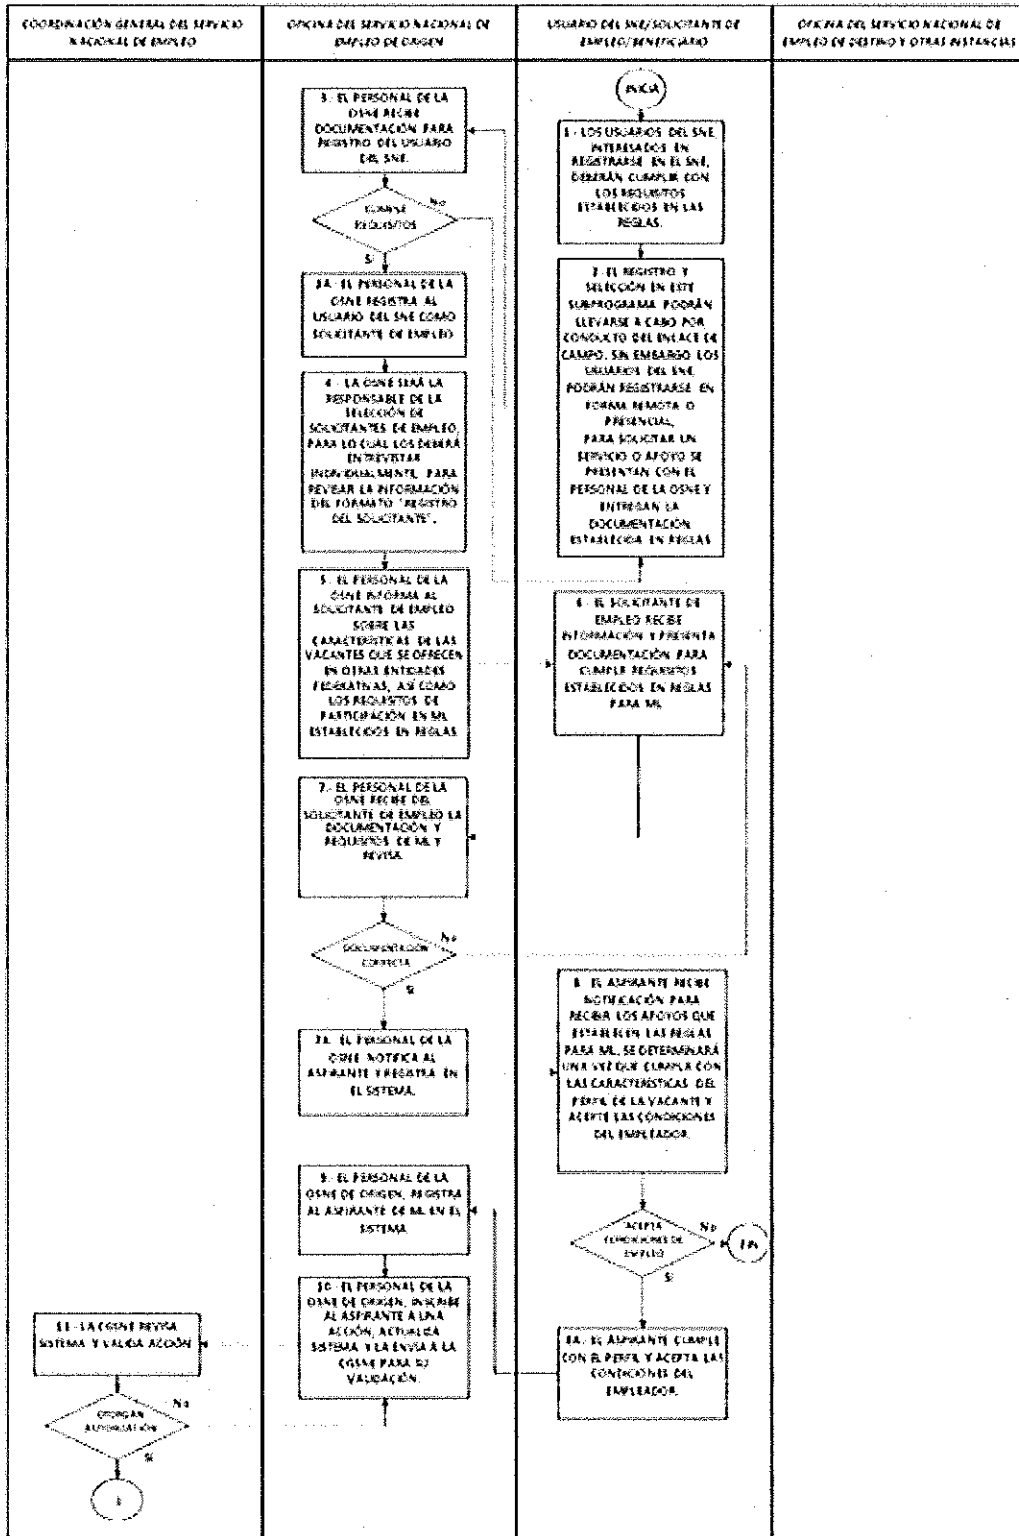 COORDINACIÓN GENERAL DEL SERVICIO
NACIONAL DE EMPLEO
OFICINA DEL SERVICIO NACIONAL DE
EMPLEO DE ORIGEN
USUARIO DEL SNE/SOLICITANTE DE
EMPLEO/BENEFICIARIO
OFICINA DEL SERVICIO NACIONAL DE
EMPLEO DE DESTINO Y OTRAS INSTANCIAS
INICIA
1.- LOS USUARIOS DEL SNE,
INTERESADOS EN
REGISTRARSE EN EL SNE,
DEBERÁN CUMPLIR CON
LOS REQUISITOS
ESTABLECIDOS EN LAS
REGLAS.
2. EL REGISTRO Y
SELECCIÓN EN ESTE
SUBPROGRAMA PODRÁN
LLEVARSE A CABO POR
CONDUCTO DEL ENLACE DE
CAMPO. SIN EMBARGO LOS
USUARIOS DEL SNE
PODRÁN REGISTRARSE EN
FORMA REMOTA O
PRESENCIAL,
PARA SOLICITAR UN
SERVICIO O APOYO SE
PRESENTAN CON EL
PERSONAL DE LA OSNE Y
ENTREGAN LA
DOCUMENTACIÓN
ESTABLECIDA EN REGLAS
3.- EL PERSONAL DE LA
OSNE RECIBE
DOCUMENTACIÓN PARA
REGISTRO DEL USUARIO
DEL SNE.
CUMPLE
REQUISITOS
No
Si
3A.- EL PERSONAL DE LA
OSNE REGISTRA AL
USUARIO DEL SNE COMO
SOLICITANTE DE EMPLEO
4.- LA OSNE SERÁ LA
RESPONSABLE DE LA
SELECCIÓN DE
SOLICITANTES DE EMPLEO,
PARA LO CUAL LOS DEBERÁ
ENTREVISTAR
INDIVIDUALMENTE, PARA
REVISAR LA INFORMACIÓN
DEL FORMATO "REGISTRO
DEL SOLICITANTE".
5.- EL PERSONAL DE LA
OSNE INFORMA AL
SOLICITANTE DE EMPLEO
SOBRE LAS
CARACTERÍSTICAS DE LAS
VACANTES QUE SE OFRECEN
EN OTRAS ENTIDADES
FEDERATIVAS, ASÍ COMO
LOS REQUISITOS DE
PARTICIPACIÓN EN ML
ESTABLECIDOS EN REGLAS
6.- EL SOLICITANTE DE
EMPLEO RECIBE
INFORMACIÓN Y PRESENTA
DOCUMENTACIÓN PARA
CUMPLIR REQUISITOS
ESTABLECIDOS EN REGLAS
PARA ML
7.- EL PERSONAL DE LA
OSNE RECIBE DEL
SOLICITANTE DE EMPLEO LA
DOCUMENTACIÓN Y
REQUISITOS DE ML Y
REVISA.
DOCUMENTACIÓN
CORRECTA
No
Si
7A.- EL PERSONAL DE LA
OSNE NOTIFICA AL
ASPIRANTE Y REGISTRA EN
EL SISTEMA.
8.- EL ASPIRANTE RECIBE
NOTIFICACIÓN PARA
RECIBIR LOS APOYOS QUE
ESTABLECEN LAS REGLAS
PARA ML, SE DETERMINARÁ
UNA VEZ QUE CUMPLA CON
LAS CARACTERÍSTICAS DEL
PERFIL DE LA VACANTE Y
ACEPTE LAS CONDICIONES
DEL EMPLEADOR.
ACEPTA
CONDICIONES DE
EMPLEO
No
FIN
Si
8A.- EL ASPIRANTE CUMPLE
CON EL PERFIL Y ACEPTA LAS
CONDICIONES DEL
EMPLEADOR.
9.- EL PERSONAL DE LA
OSNE DE ORIGEN, REGISTRA
AL ASPIRANTE DE ML EN EL
SISTEMA.
10.- EL PERSONAL DE LA
OSNE DE ORIGEN, INSCRIBE
AL ASPIRANTE A UNA
ACCIÓN, ACTUALIZA
SISTEMA Y LA ENVÍA A LA
CGSNE PARA SU
VALIDACIÓN.
11.- LA CGSNE REVISA
SISTEMA Y VALIDA ACCIÓN
OTORGAN
AUTORIZACIÓN
No
Si